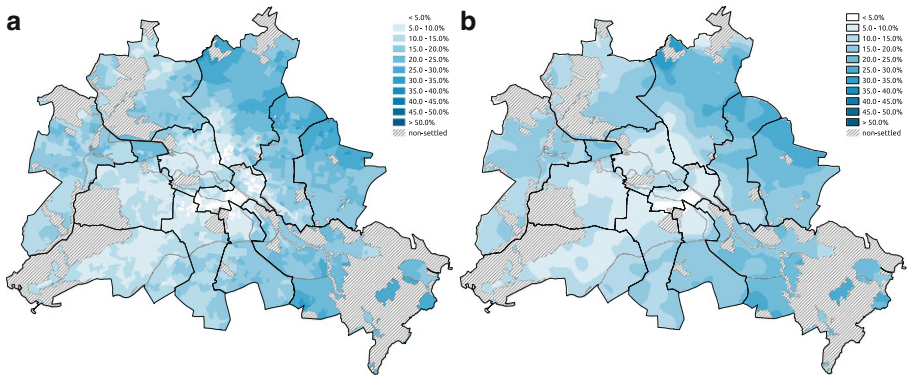 a
< 5.0%
5.0 - 10.0%
10.0 - 15.0%
15.0 - 20.0%
20.0 - 25.0%
25.0 - 30.0%
30.0 - 35.0%
35.0 - 40.0%
40.0 - 45.0%
45.0 - 50.0%
> 50.0%
non-settled
b
< 5.0%
5.0 - 10.0%
10.0 - 15.0%
15.0 - 20.0%
20.0 - 25.0%
25.0 - 30.0%
30.0 - 35.0%
35.0 - 40.0%
40.0 - 45.0%
45.0 - 50.0%
> 50.0%
non-settled